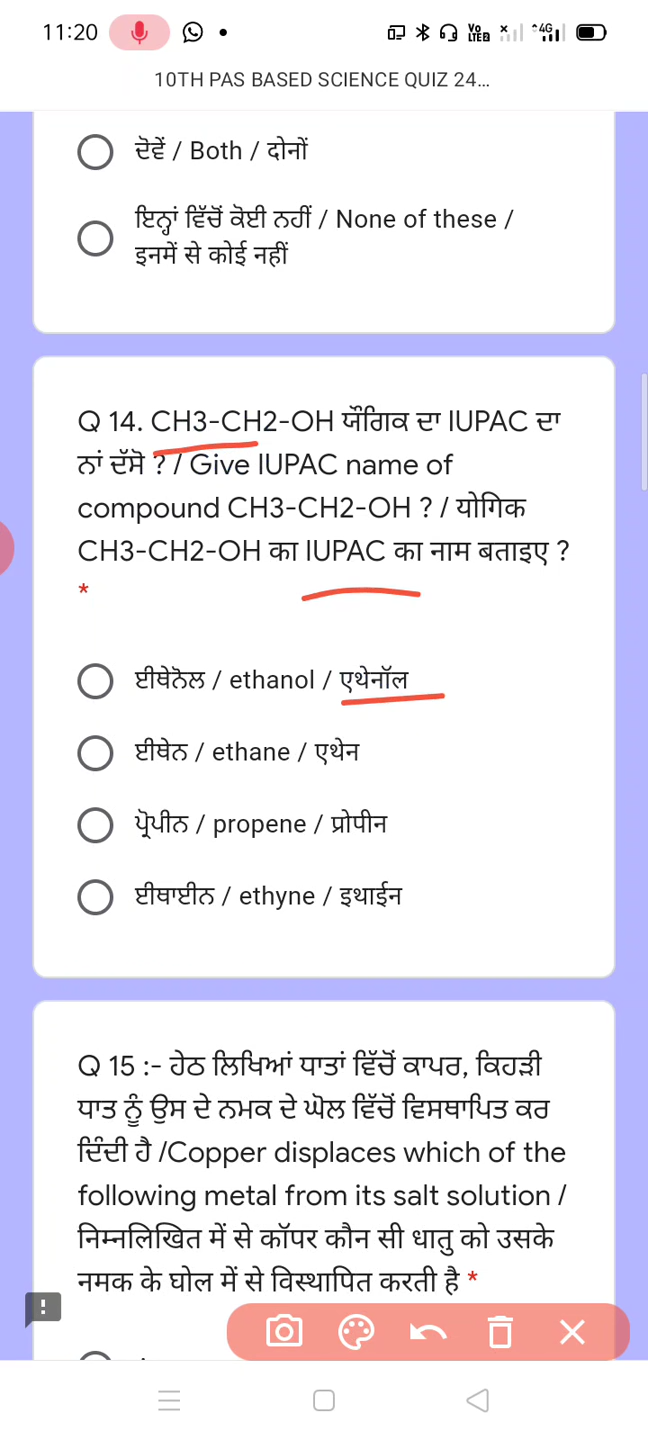 11:20
Vo
LTE2
4G
10TH PAS BASED SCIENCE QUIZ 24...
ਦੋਵੇਂ / Both / दोनों
ਇਨ੍ਹਾਂ ਵਿੱਚੋਂ ਕੋਈ ਨਹੀਂ / None of these /
इनमें से कोई नहीं
Q 14. CH3-CH2-OH ਯੌਗਿਕ ਦਾ IUPAC ਦਾ
ਨਾਂ ਦੱਸੋ ? / Give IUPAC name of
compound CH3-CH2-OH ? / योगिक
CH3-CH2-OH का IUPAC का नाम बताइए ?
*
ਈਥੇਨੋਲ / ethanol / एथेनॉल
ਈਥੇਨ / ethane / एथेन
ਪ੍ਰੋਪੀਨ / propene / प्रोपीन
ਈਥਾਈਨ / ethyne / इथाईन
Q 15 :- ਹੇਠ ਲਿਖਿਆਂ ਧਾਤਾਂ ਵਿੱਚੋਂ ਕਾਪਰ, ਕਿਹੜੀ
ਧਾਤ ਨੂੰ ਉਸ ਦੇ ਨਮਕ ਦੇ ਘੋਲ ਵਿੱਚੋਂ ਵਿਸਥਾਪਿਤ ਕਰ
ਦਿੰਦੀ ਹੈ /Copper displaces which of the
following metal from its salt solution /
निम्नलिखित में से कॉपर कौन सी धातु को उसके
नमक के घोल में से विस्थापित करती है *